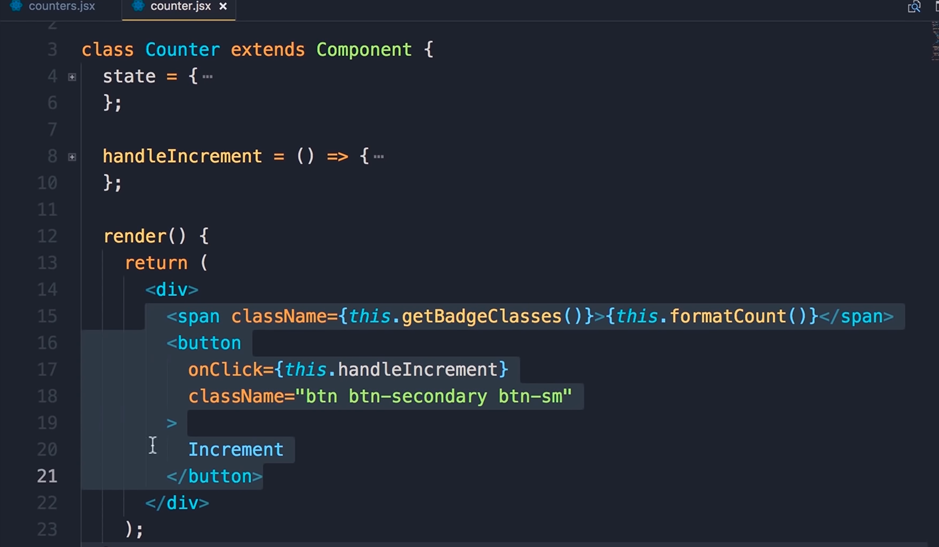 counters.jsx counter.jsx ×
2
3 class Counter extends Component {
4 state = {⋯
6 };
7
8 handleIncrement = () => {⋯
10 };
11
12 render() {
13 return (
14 <div>
15 <span className={this.getBadgeClasses()}>{this.formatCount()}</span>
16 <button
17 onClick={this.handleIncrement}
18 className="btn btn-secondary btn-sm"
19 >
20 Increment
21 </button>
22 </div>
23 );